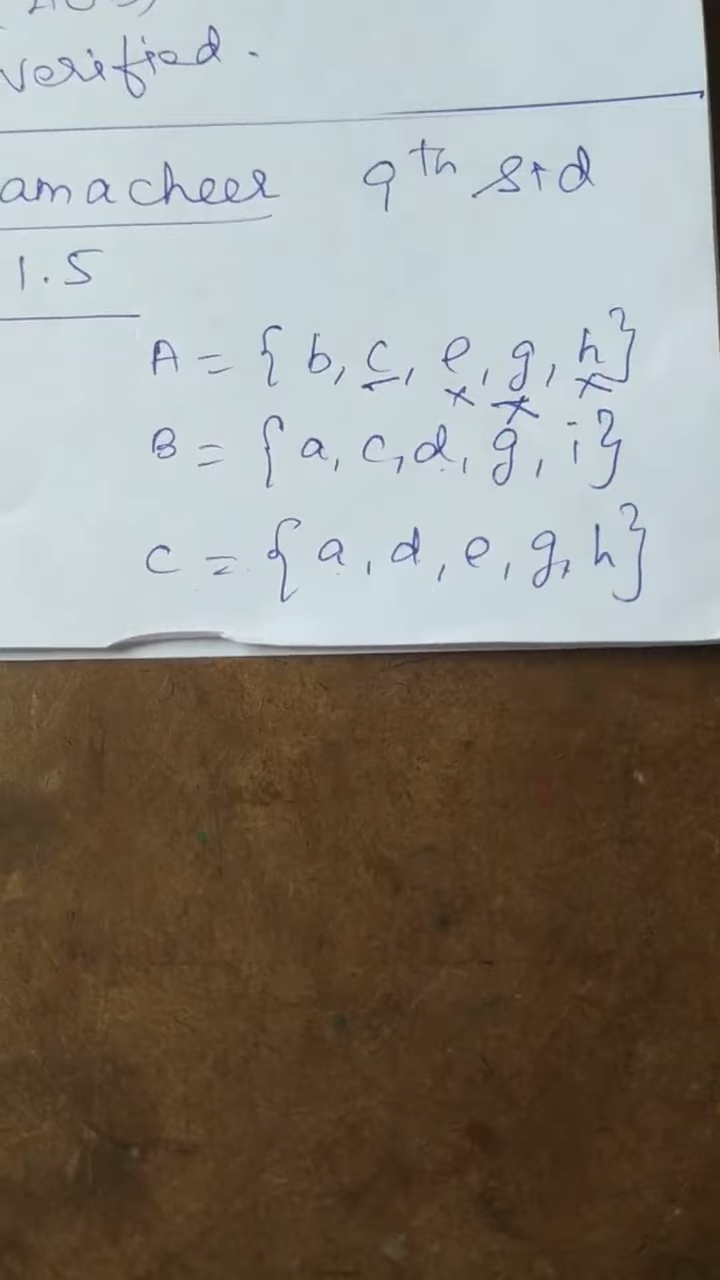 verified.
amacheer 9th std
1.5
A = { b, c, e, g, h}
B = { a, c, d, g, i}
C = { a, d, e, g, h}